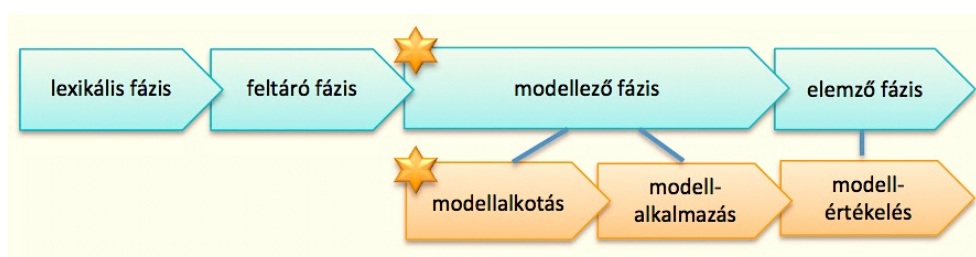 lexikális fázis
feltáró fázis
modellező fázis
elemző fázis
modellalkotás
modell-
alkalmazás
modell-
értékelés